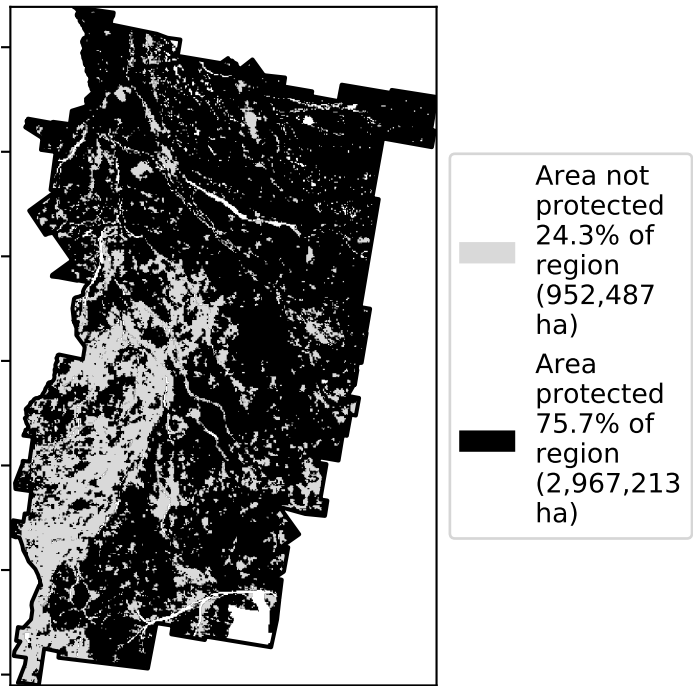 Area not
protected
24.3% of
region
(952,487
ha)
Area
protected
75.7% of
region
(2,967,213
ha)